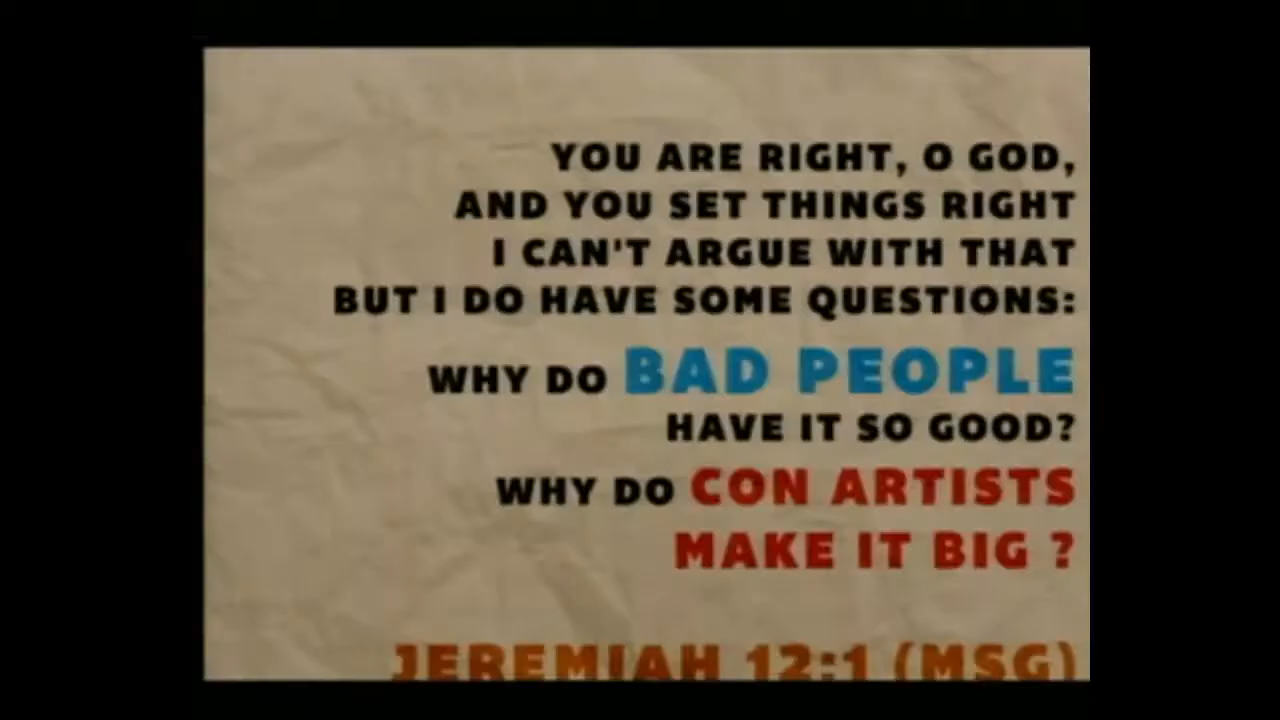 YOU ARE RIGHT, O GOD,
AND YOU SET THINGS RIGHT
I CAN'T ARGUE WITH THAT
BUT I DO HAVE SOME QUESTIONS:
WHY DO BAD PEOPLE
HAVE IT SO GOOD?
WHY DO CON ARTISTS
MAKE IT BIG ?
JEREMIAH 12:1 (MSG)